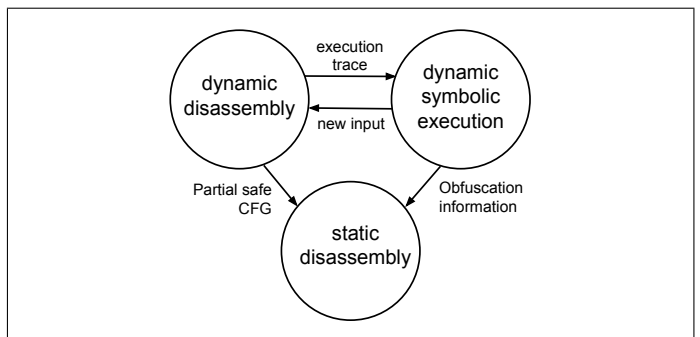 execution
trace
dynamic
disassembly
dynamic
symbolic
execution
new input
Partial safe
CFG
Obfuscation
information
static
disassembly